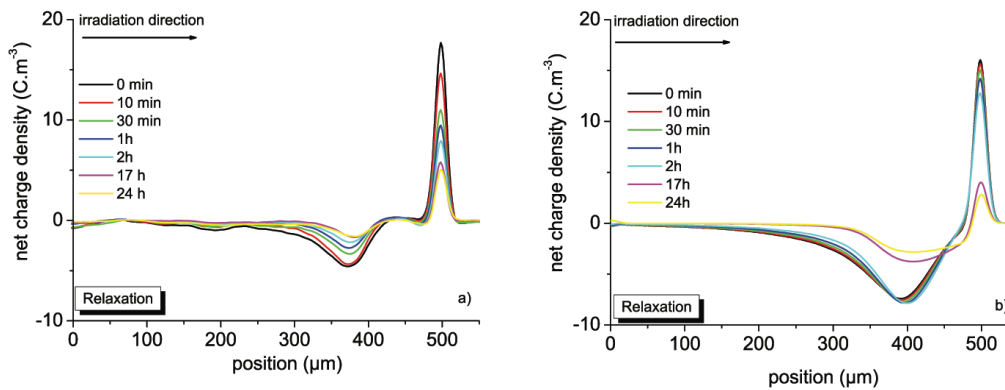 20
10
0
-10
net charge density (C.m⁻³)
irradiation direction
0 min
10 min
30 min
1h
2h
17 h
24 h
Relaxation
a)
0 100 200 300 400 500
position (µm)
20
10
0
-10
net charge density (C.m⁻³)
irradiation direction
0 min
10 min
30 min
1h
2h
17h
24h
Relaxation
b)
0 100 200 300 400 500
position (µm)